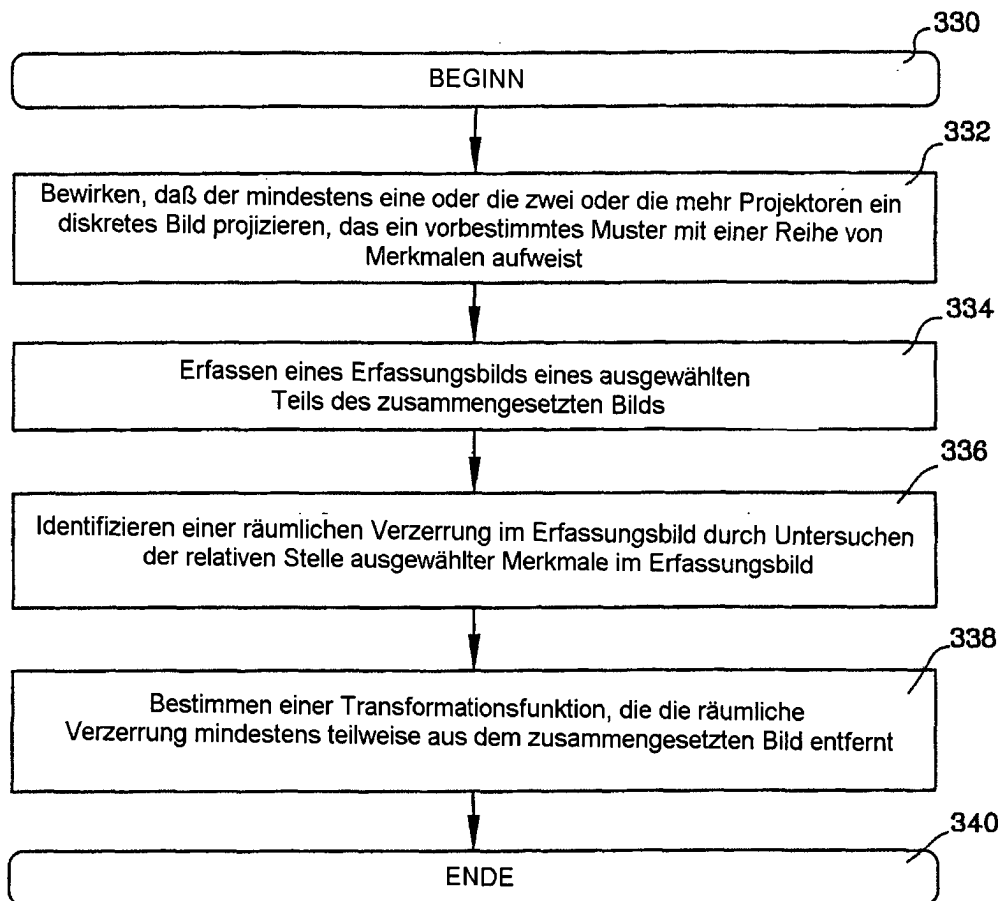 330
BEGINN
332
Bewirken, daß der mindestens eine oder die zwei oder die mehr Projektoren ein
diskretes Bild projizieren, das ein vorbestimmtes Muster mit einer Reihe von
Merkmalen aufweist
334
Erfassen eines Erfassungsbilds eines ausgewählten
Teils des zusammengesetzten Bilds
336
Identifizieren einer räumlichen Verzerrung im Erfassungsbild durch Untersuchen
der relativen Stelle ausgewählter Merkmale im Erfassungsbild
338
Bestimmen einer Transformationsfunktion, die die räumliche
Verzerrung mindestens teilweise aus dem zusammengesetzten Bild entfernt
340
ENDE